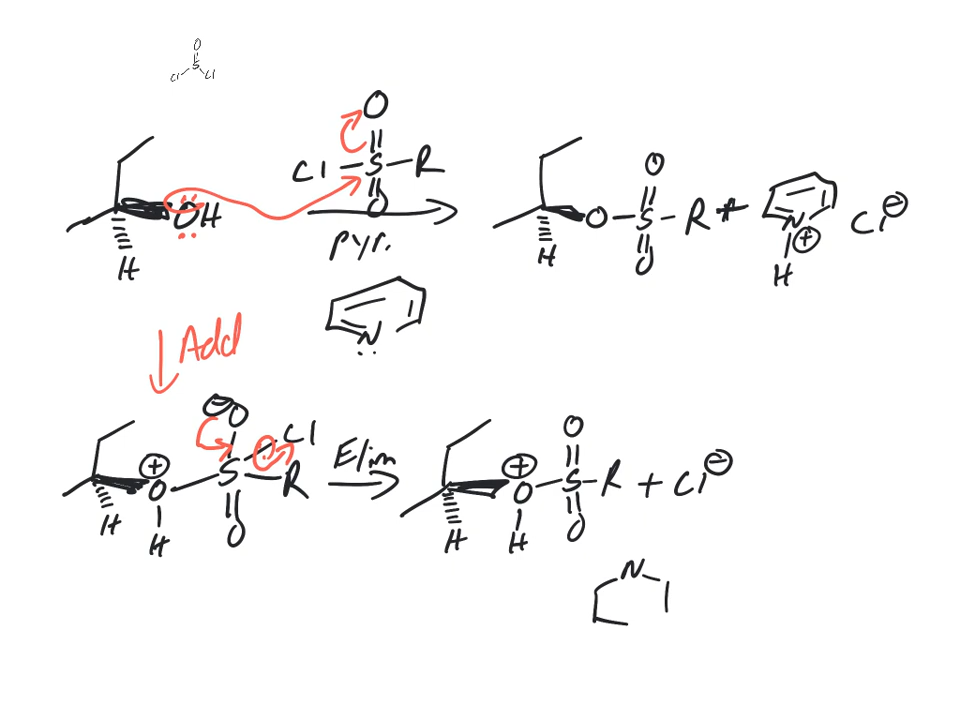 O
S
Cl Cl
O
Cl S R
O
OH
H
pyr.
N
O
O S R + N Cl ⊖
O
H
⊕
H
Add
⊖ O
Cl
⊕
O S R
H
H
O
Elim
O
⊕
O S R + Cl ⊖
H
H
O
N